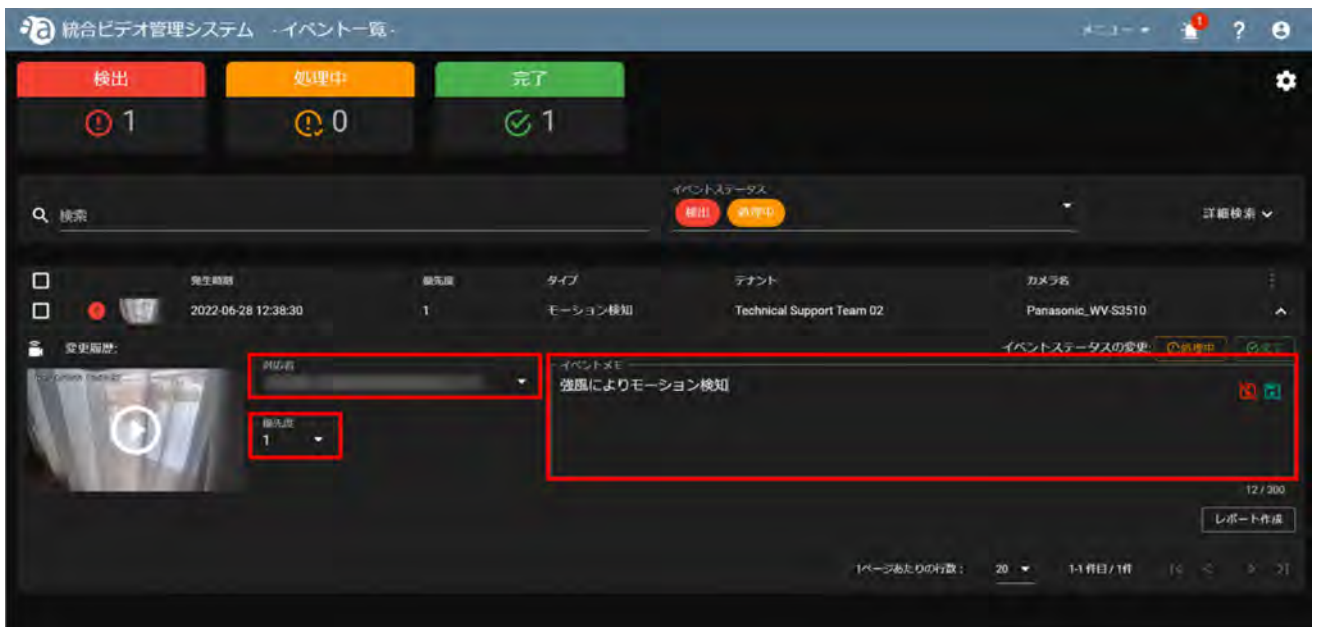 統合ビデオ管理システム - イベント一覧 -
メニュー
1
?
検出
処理中
完了
1
0
1
イベントステータス
検索
検出
処理中
詳細検索
発生時刻
優先度
タイプ
テナント
カメラ名
2022-06-28 12:38:30
1
モーション検知
Technical Support Team 02
Panasonic_WV-S3510
変更履歴:
イベントステータスの変更:
処理中
完了
対応者
イベントメモ
強風によりモーション検知
優先度
1
12 / 300
レポート作成
1ページあたりの行数:
20
1-1 件目 / 1件